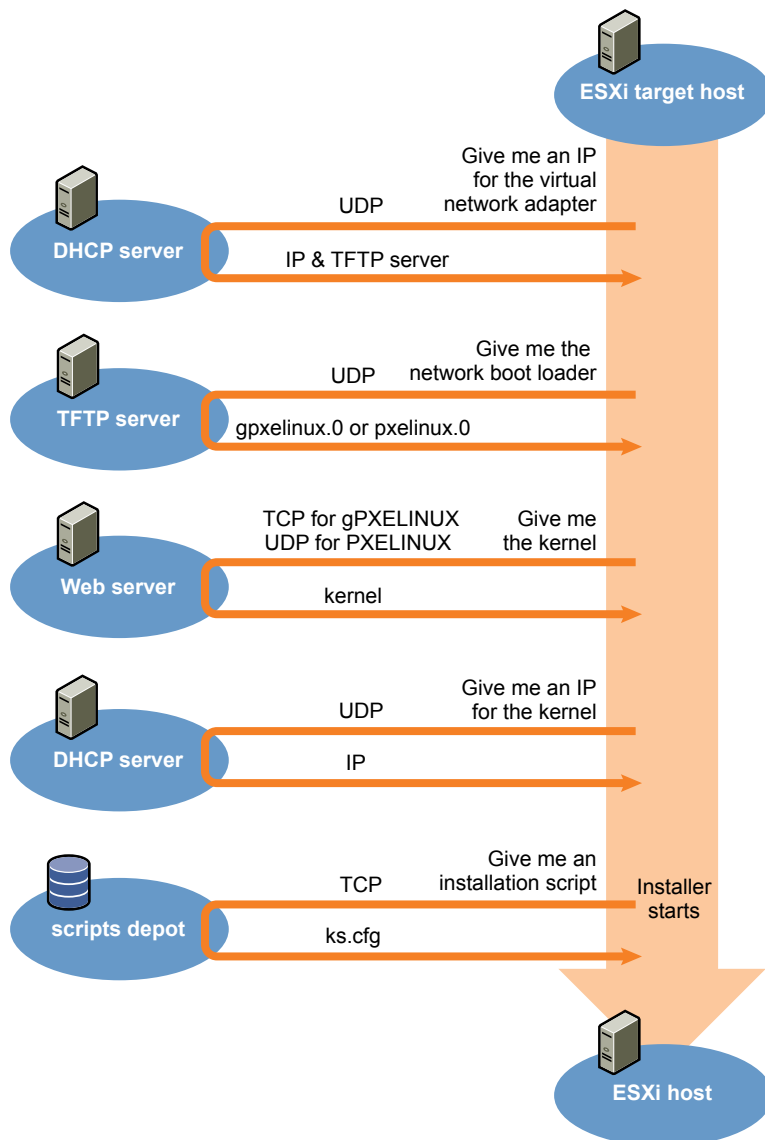 ESXi target host
Give me an IP
for the virtual
network adapter
UDP
DHCP server
IP & TFTP server
Give me the
network boot loader
UDP
TFTP server
gpxelinux.0 or pxelinux.0
TCP for gPXELINUX
UDP for PXELINUX
Give me
the kernel
Web server
kernel
Give me an IP
for the kernel
UDP
DHCP server
IP
Give me an
installation script
TCP
Installer
starts
scripts depot
ks.cfg
ESXi host